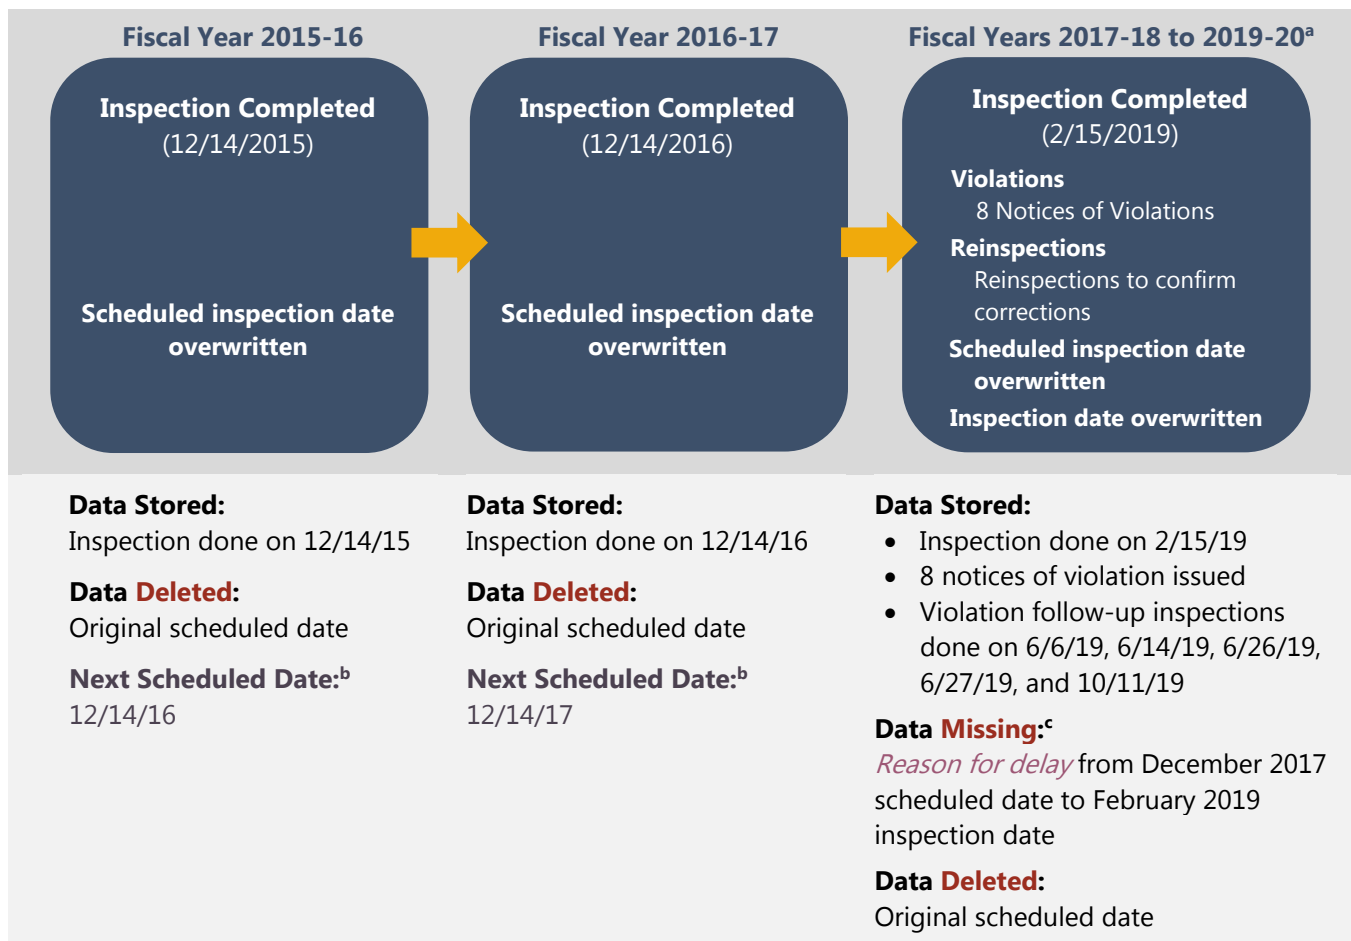 Fiscal Year 2015-16
Inspection Completed
(12/14/2015)
Scheduled inspection date
overwritten
Data Stored:
Inspection done on 12/14/15
Data Deleted:
Original scheduled date
Next Scheduled Date:ᵇ
12/14/16
Fiscal Year 2016-17
Inspection Completed
(12/14/2016)
Scheduled inspection date
overwritten
Data Stored:
Inspection done on 12/14/16
Data Deleted:
Original scheduled date
Next Scheduled Date:ᵇ
12/14/17
Fiscal Years 2017-18 to 2019-20ᵃ
Inspection Completed
(2/15/2019)
Violations
8 Notices of Violations
Reinspections
Reinspections to confirm
corrections
Scheduled inspection date
overwritten
Inspection date overwritten
Data Stored:
• Inspection done on 2/15/19
• 8 notices of violation issued
• Violation follow-up inspections
done on 6/6/19, 6/14/19, 6/26/19,
6/27/19, and 10/11/19
Data Missing:ᶜ
Reason for delay from December 2017
scheduled date to February 2019
inspection date
Data Deleted:
Original scheduled date